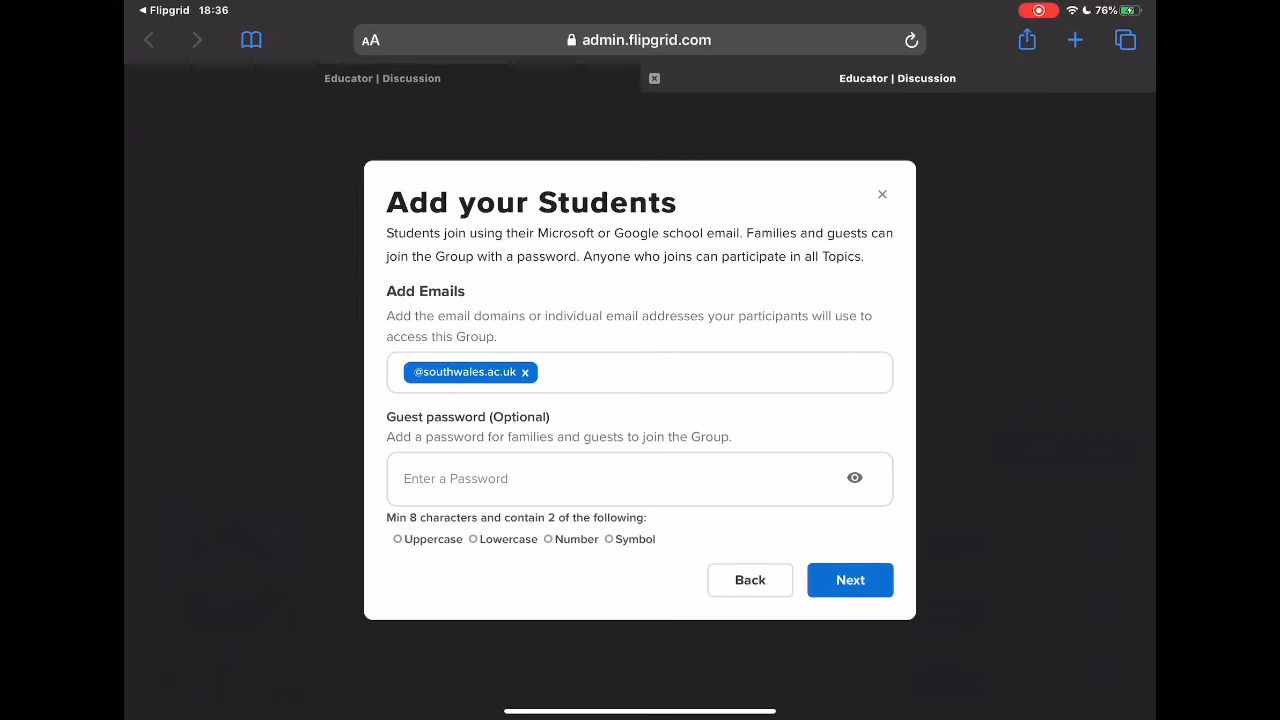 Flipgrid 18:36 76%
AA admin.flipgrid.com
Educator | Discussion Educator | Discussion
Add your Students
Students join using their Microsoft or Google school email. Families and guests can
join the Group with a password. Anyone who joins can participate in all Topics.
Add Emails
Add the email domains or individual email addresses your participants will use to
access this Group.
@southwales.ac.uk x
Guest password (Optional)
Add a password for families and guests to join the Group.
Enter a Password
Min 8 characters and contain 2 of the following:
Uppercase Lowercase Number Symbol
Back Next